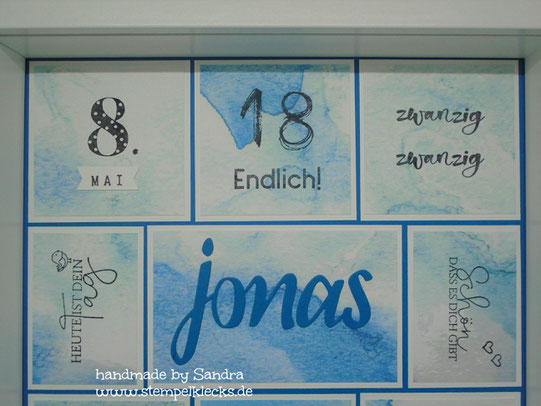 8.
MAI
18
Endlich!
zwanzig
zwanzig
HEUTE IST DEIN
Tag
jonas
Schön
DASS ES DICH GIBT
handmade by Sandra
www.stempelklecks.de